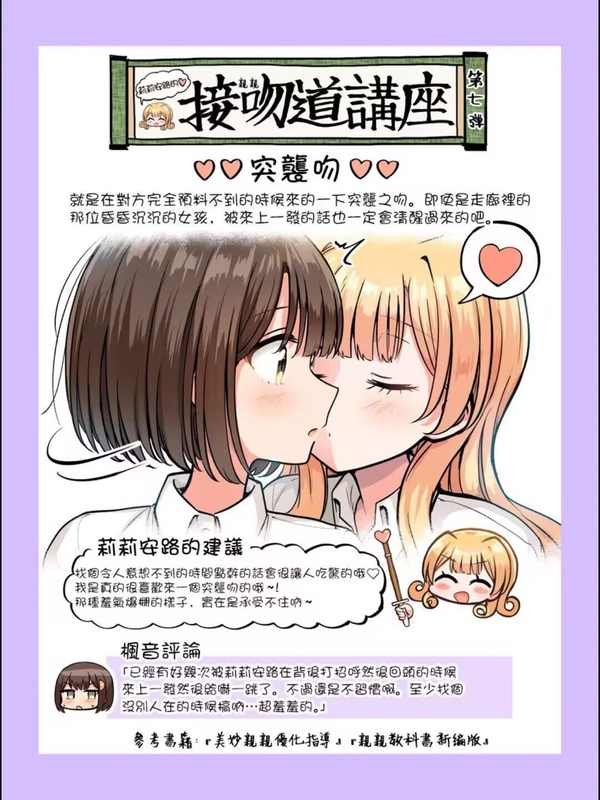 莉莉安路的♡
親親
接吻道講座
第七彈
♡♡突襲吻♡♡
就是在對方完全預料不到的時候來的一下突襲之吻。即使是走廊裡的
那位昏昏沉沉的女孩，被來上一發的話也一定會清醒過來的吧。
莉莉安路的建議
找個令人意想不到的時間點幹的話會很讓人吃驚的哦♡
我是真的很喜歡來一個突襲吻的哦~!
那種羞氣爆棚的樣子，實在是承受不住吶~
楓音評論
「已經有好幾次被莉莉安路在背後打招呼然後回頭的時候
來上一發然後給嚇一跳了。不過還是不習慣啊。至少找個
沒別人在的時候搞吶…超羞羞的。」
參考書籍:『美妙親親優化指導』『親親教科書新編版』